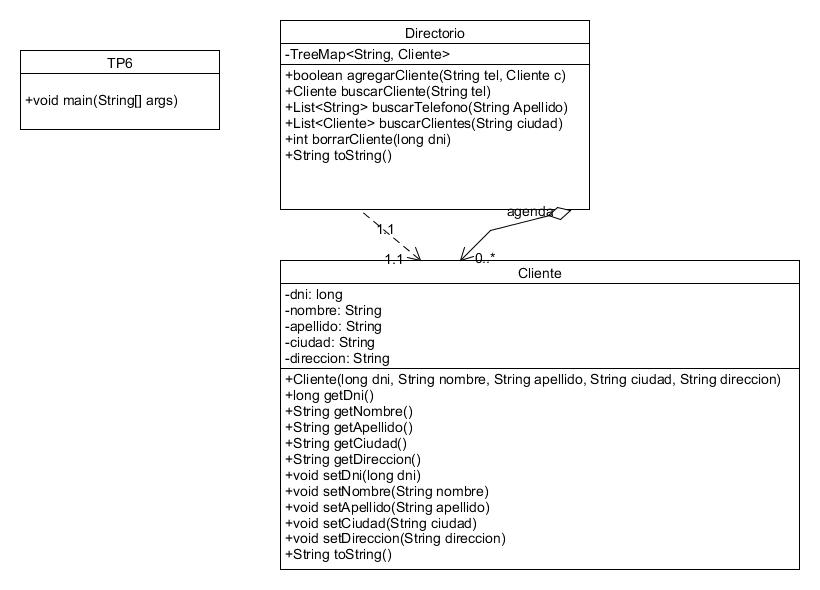 TP6
+void main(String[] args)
Directorio
-TreeMap<String, Cliente>
+boolean agregarCliente(String tel, Cliente c)
+Cliente buscarCliente(String tel)
+List<String> buscarTelefono(String Apellido)
+List<Cliente> buscarClientes(String ciudad)
+int borrarCliente(long dni)
+String toString()
agenda
1.1
1.1
0..*
Cliente
-dni: long
-nombre: String
-apellido: String
-ciudad: String
-direccion: String
+Cliente(long dni, String nombre, String apellido, String ciudad, String direccion)
+long getDni()
+String getNombre()
+String getApellido()
+String getCiudad()
+String getDireccion()
+void setDni(long dni)
+void setNombre(String nombre)
+void setApellido(String apellido)
+void setCiudad(String ciudad)
+void setDireccion(String direccion)
+String toString()